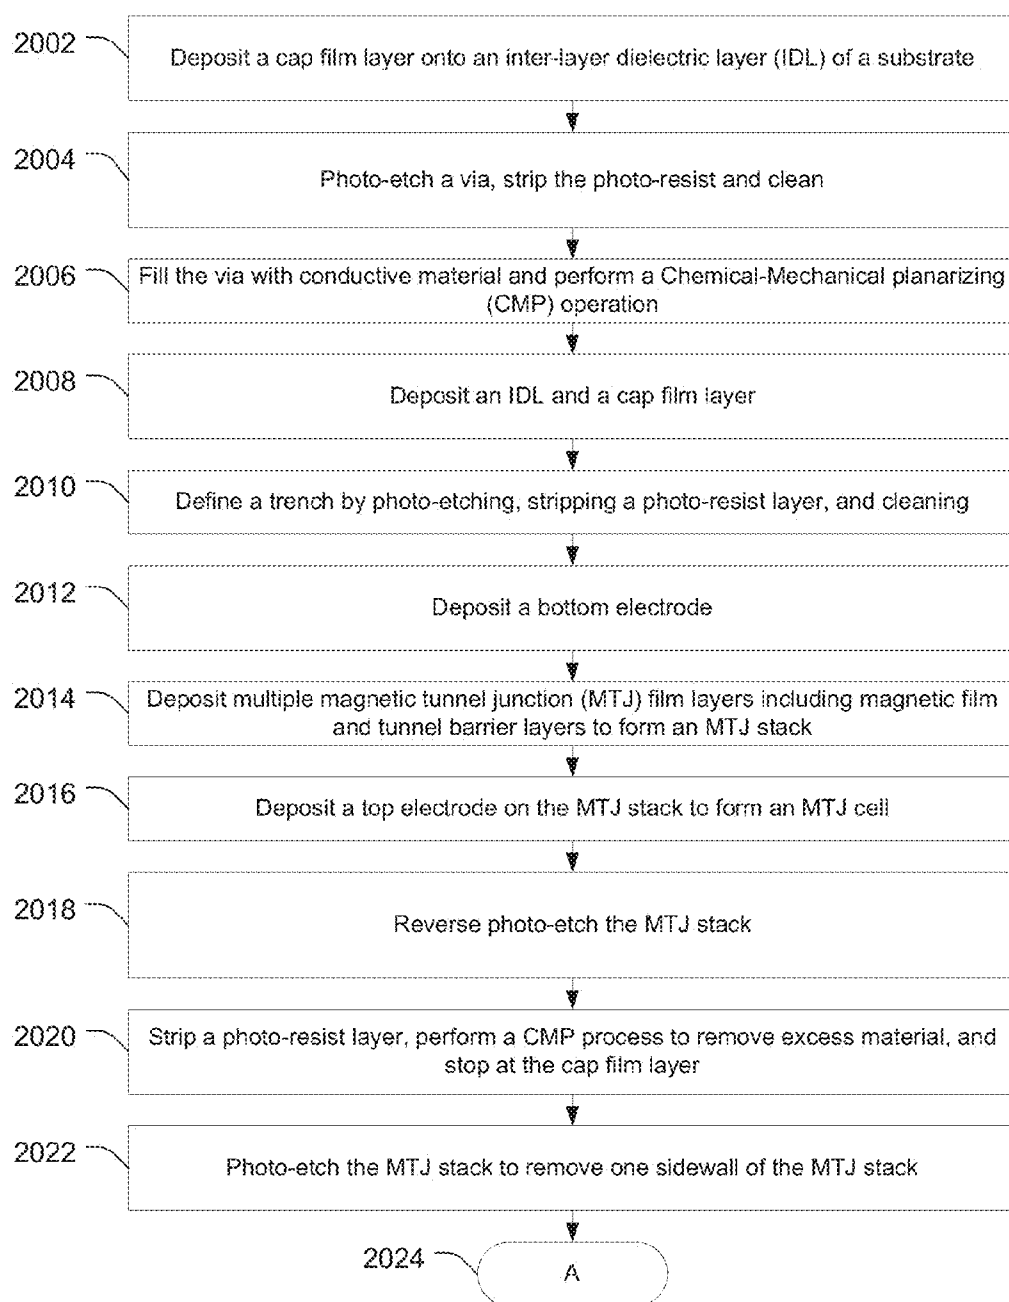 2002
Deposit a cap film layer onto an inter-layer dielectric layer (IDL) of a substrate
2004
Photo-etch a via, strip the photo-resist and clean
2006
Fill the via with conductive material and perform a Chemical-Mechanical planarizing
(CMP) operation
2008
Deposit an IDL and a cap film layer
2010
Define a trench by photo-etching, stripping a photo-resist layer, and cleaning
2012
Deposit a bottom electrode
2014
Deposit multiple magnetic tunnel junction (MTJ) film layers including magnetic film
and tunnel barrier layers to form an MTJ stack
2016
Deposit a top electrode on the MTJ stack to form an MTJ cell
2018
Reverse photo-etch the MTJ stack
2020
Strip a photo-resist layer, perform a CMP process to remove excess material, and
stop at the cap film layer
2022
Photo-etch the MTJ stack to remove one sidewall of the MTJ stack
2024
A